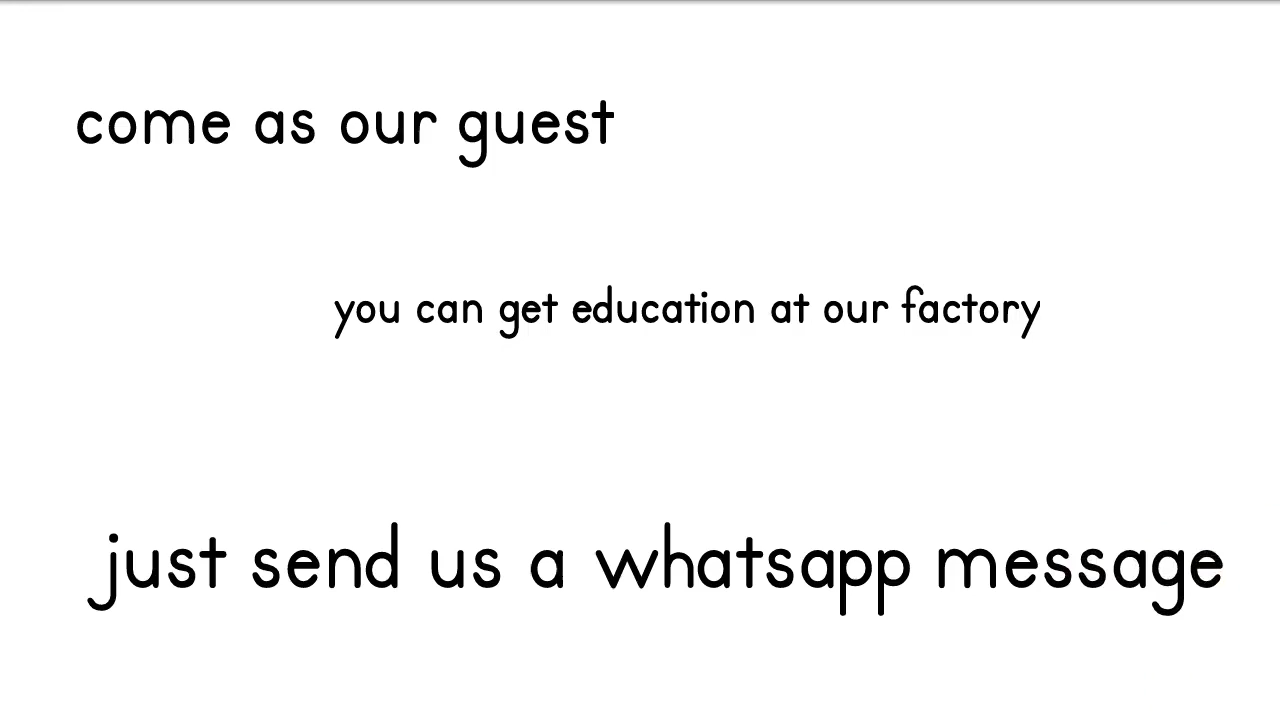 come as our guest
you can get education at our factory
just send us a whatsapp message